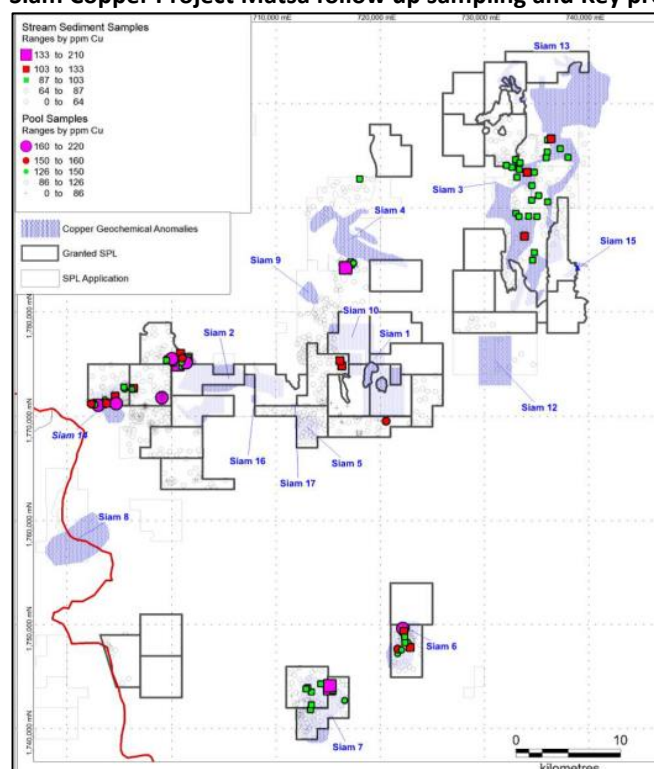 Siam Copper Project Matsa follow up sampling and Key pro
710,000 mE
720,000 mE
730,000 mE
740,000 mE
Stream Sediment Samples
Ranges by ppm Cu
133 to 210
103 to 133
87 to 103
64 to 87
0 to 64
Pool Samples
Ranges by ppm Cu
160 to 220
150 to 160
126 to 150
86 to 126
0 to 86
Copper Geochemical Anomalies
Granted SPL
SPL Application
Siam 13
Siam 3
Siam 4
Siam 15
Siam 9
1,780,000 mN
Siam 10
Siam 2
Siam 1
Siam 12
1,770,000 mN
Siam 14
Siam 16
Siam 5
Siam 17
Siam 8
1,760,000 mN
1,750,000 mN
Siam 6
Siam 7
1,740,000 mN
0 10
kilometres